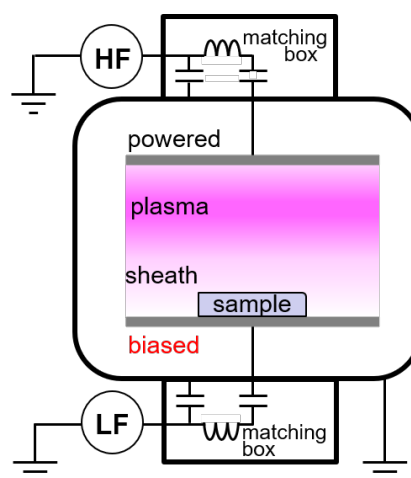 HF
matching
box
powered
plasma
sheath
sample
biased
LF
matching
box